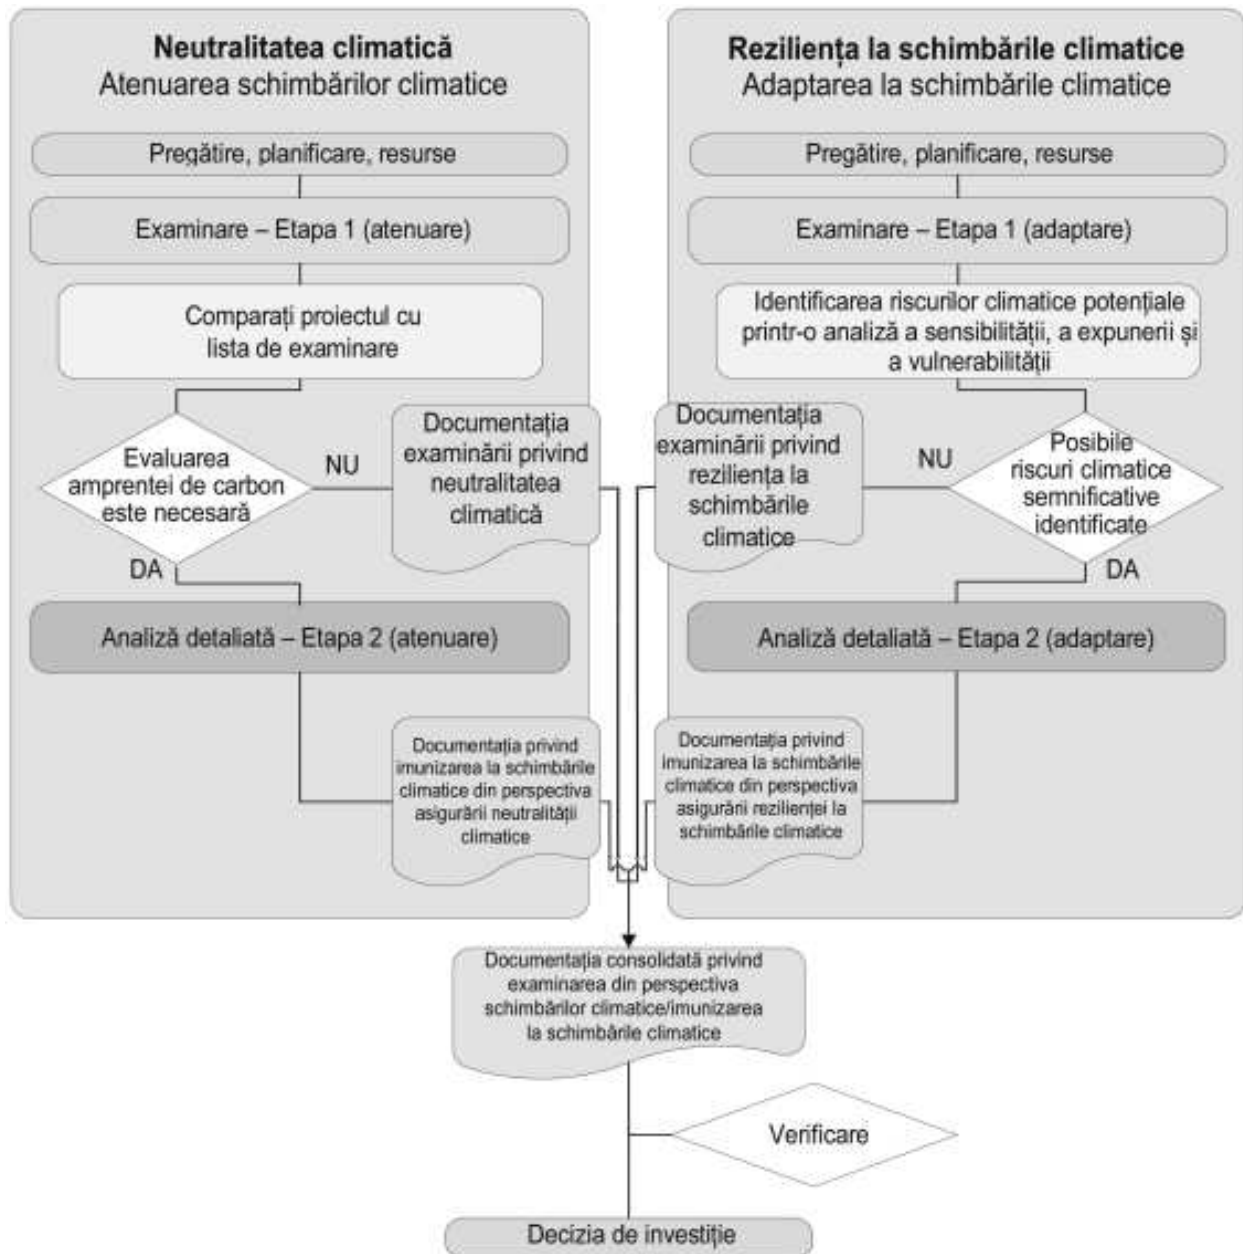 Neutralitatea climatică
Atenuarea schimbărilor climatice
Pregătire, planificare, resurse
Examinare – Etapa 1 (atenuare)
Comparați proiectul cu
lista de examinare
Evaluarea
amprentei de carbon
este necesară
NU
DA
Documentația
examinării privind
neutralitatea
climatică
Analiză detaliată – Etapa 2 (atenuare)
Documentația privind
imunizarea la schimbările
climatice din perspectiva
asigurării neutralității
climatice
Reziliența la schimbările climatice
Adaptarea la schimbările climatice
Pregătire, planificare, resurse
Examinare – Etapa 1 (adaptare)
Identificarea riscurilor climatice potențiale
printr-o analiză a sensibilității, a expunerii și
a vulnerabilității
Posibile
riscuri climatice
semnificative
identificate
NU
DA
Documentația
examinării privind
reziliența la
schimbările
climatice
Analiză detaliată – Etapa 2 (adaptare)
Documentația privind
imunizarea la schimbările
climatice din perspectiva
asigurării rezilienței la
schimbările climatice
Documentația consolidată privind
examinarea din perspectiva
schimbărilor climatice/imunizarea
la schimbările climatice
Verificare
Decizia de investiție